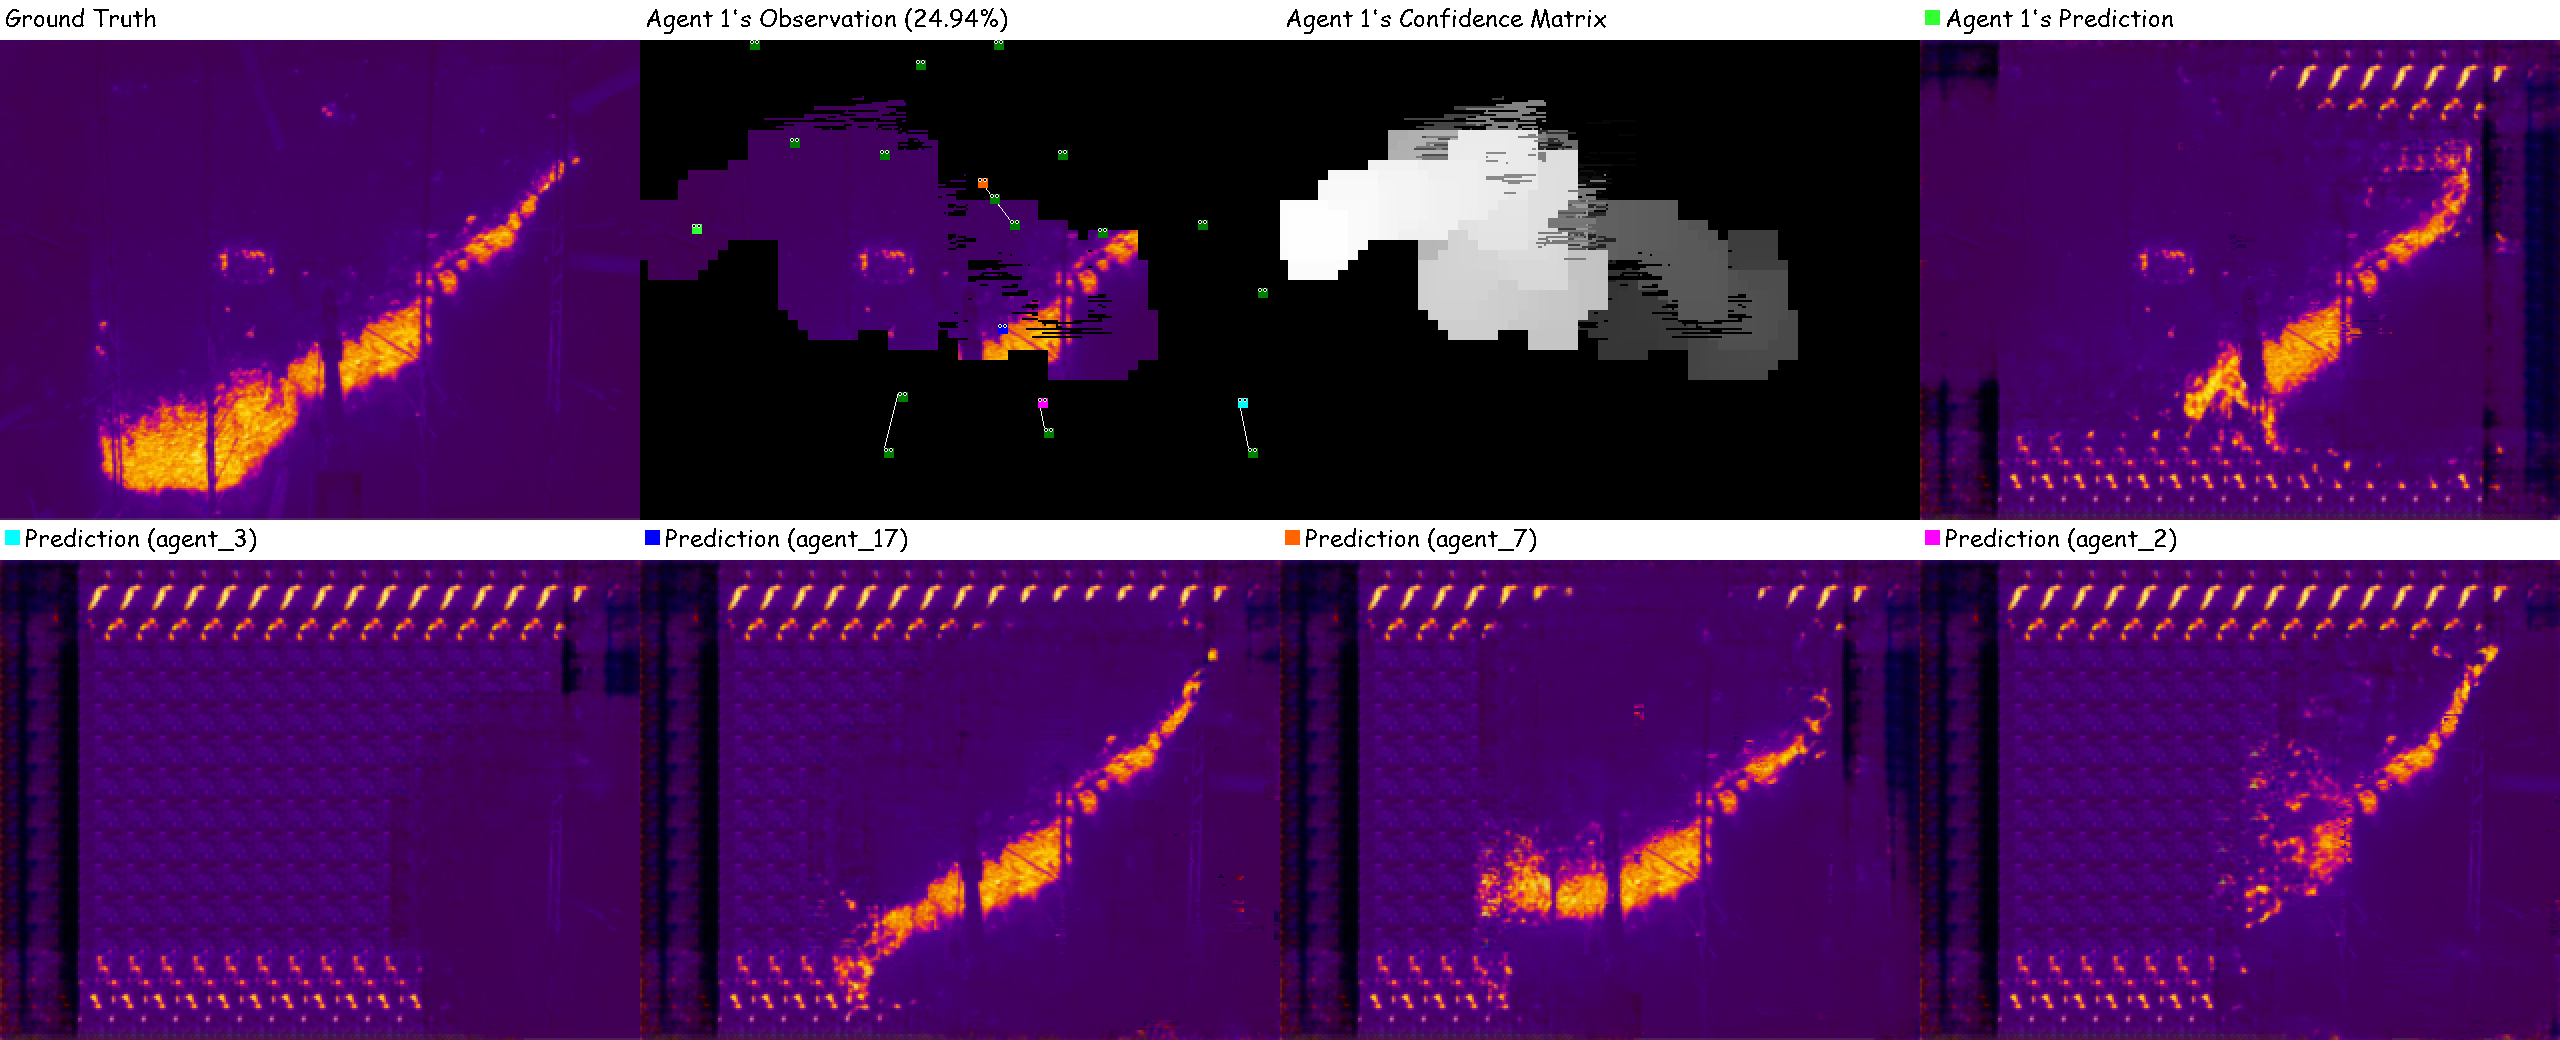 Ground Truth
Agent 1's Observation (24.94%)
Agent 1's Confidence Matrix
Agent 1's Prediction
Prediction (agent_3)
Prediction (agent_17)
Prediction (agent_7)
Prediction (agent_2)